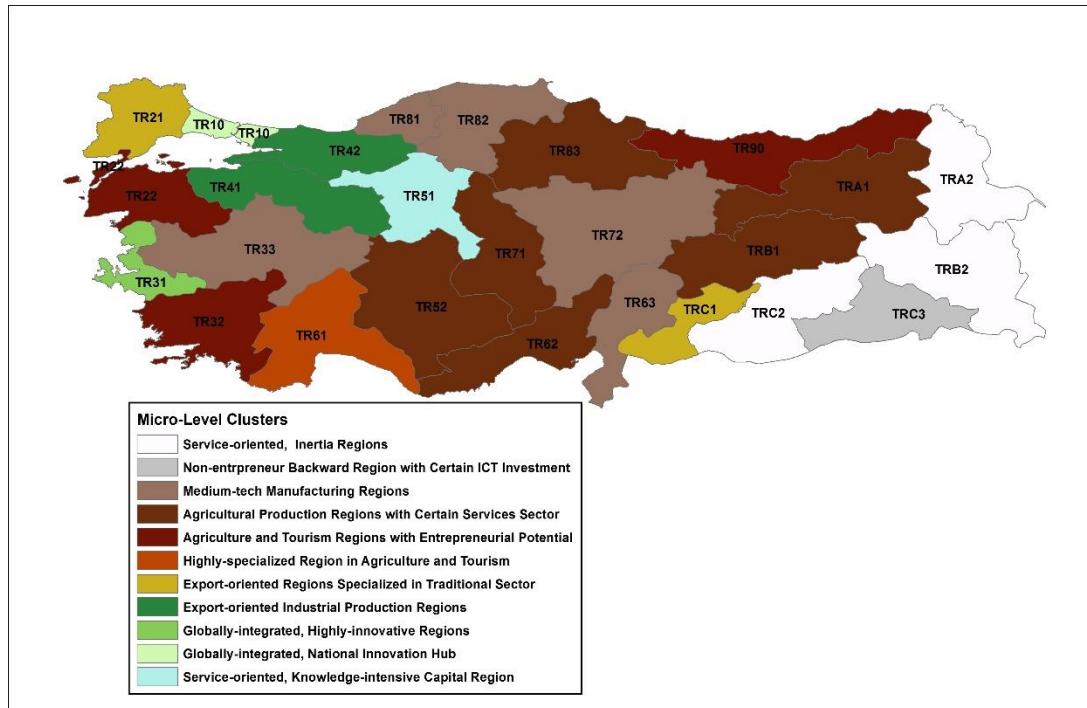 TR21
TR10
TR10
TR81
TR82
TR42
TR83
TR90
TRA2
TR22
TR22
TR41
TR51
TRA1
TR33
TR71
TR72
TRB1
TRB2
TR31
TR52
TR63
TRC1
TRC2
TRC3
TR32
TR61
TR62
Micro-Level Clusters
Service-oriented, Inertia Regions
Non-entrpreneur Backward Region with Certain ICT Investment
Medium-tech Manufacturing Regions
Agricultural Production Regions with Certain Services Sector
Agriculture and Tourism Regions with Entrepreneurial Potential
Highly-specialized Region in Agriculture and Tourism
Export-oriented Regions Specialized in Traditional Sector
Export-oriented Industrial Production Regions
Globally-integrated, Highly-innovative Regions
Globally-integrated, National Innovation Hub
Service-oriented, Knowledge-intensive Capital Region